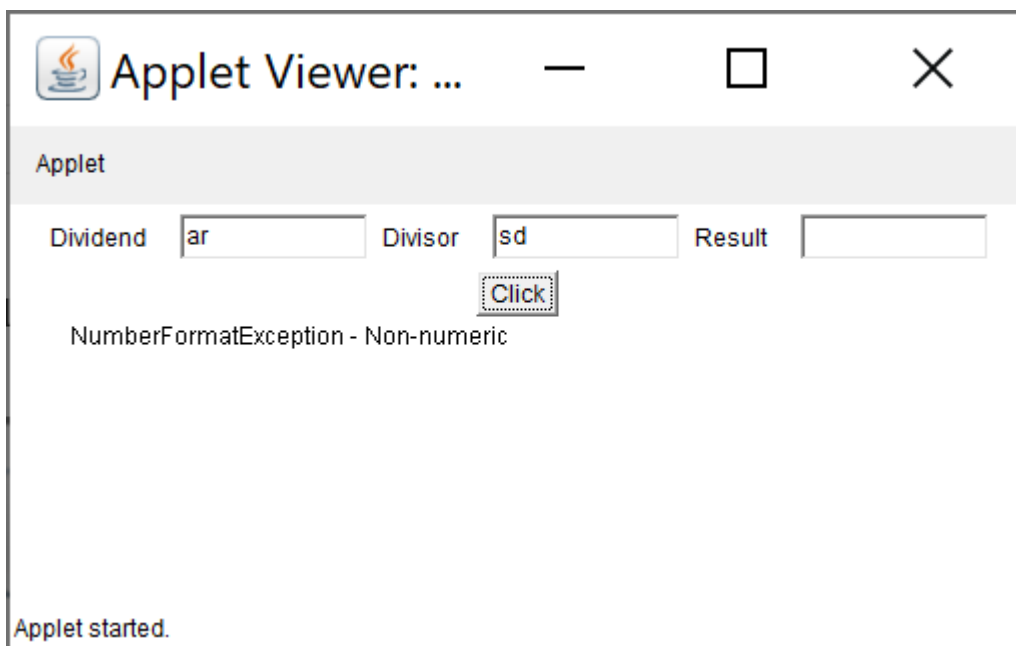 Applet Viewer: ...
Applet
Dividend ar Divisor sd Result
Click
NumberFormatException - Non-numeric
Applet started.